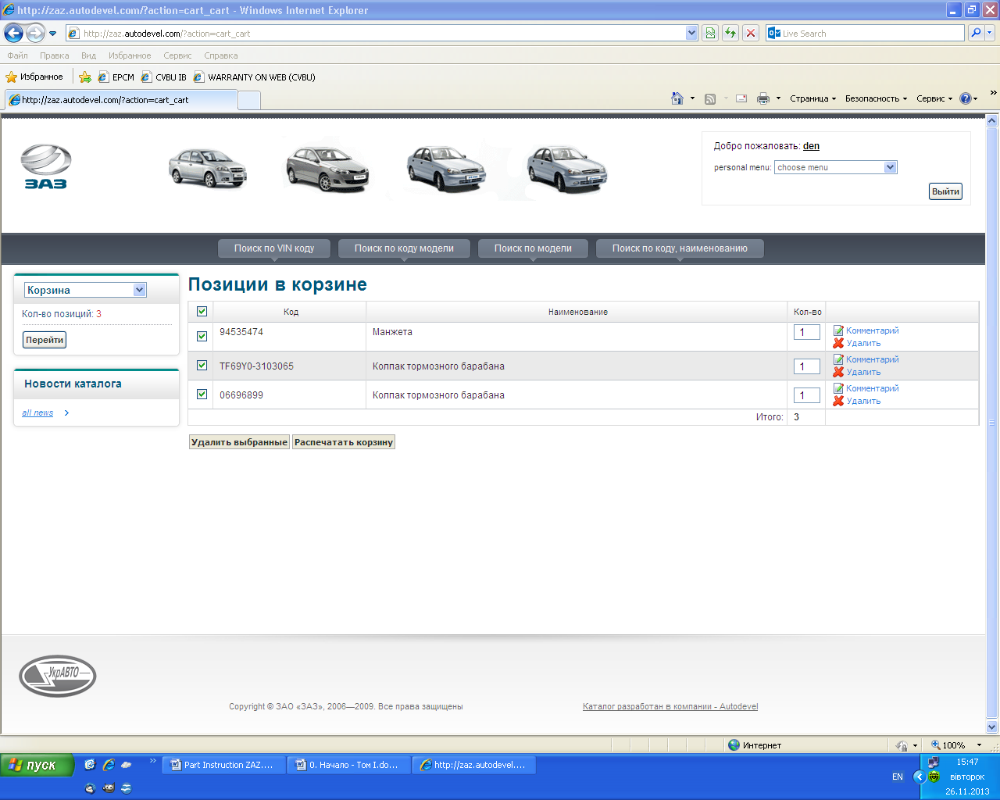 http://zaz.autodevel.com/?action=cart_cart - Windows Internet Explorer
http://zaz.autodevel.com/?action=cart_cart
Live Search
Файл Правка Вид Избранное Сервис Справка
Избранное EPCM CVBU IB WARRANTY ON WEB (CVBU)
http://zaz.autodevel.com/?action=cart_cart
Страница Безопасность Сервис »
ЗАЗ
Добро пожаловать: den
personal menu: choose menu
Выйти
Поиск по VIN коду Поиск по коду модели Поиск по модели Поиск по коду, наименованию
Корзина
Кол-во позиций: 3
Перейти
Новости каталога
all news
Позиции в корзине
Код Наименование Кол-во
94535474 Манжета 1 Комментарий
Удалить
TF69Y0-3103065 Колпак тормозного барабана 1 Комментарий
Удалить
06696899 Колпак тормозного барабана 1 Комментарий
Удалить
Итого: 3
Удалить выбранные Распечатать корзину
УкрАВТО
Copyright © ЗАО «ЗАЗ», 2006—2009. Все права защищены
Каталог разработан в компании - Autodevel
Интернет 100%
пуск » Part Instruction ZAZ.... 0. Начало - Том I.do... http://zaz.autodevel....
EN
15:47
вівторок
26.11.2013